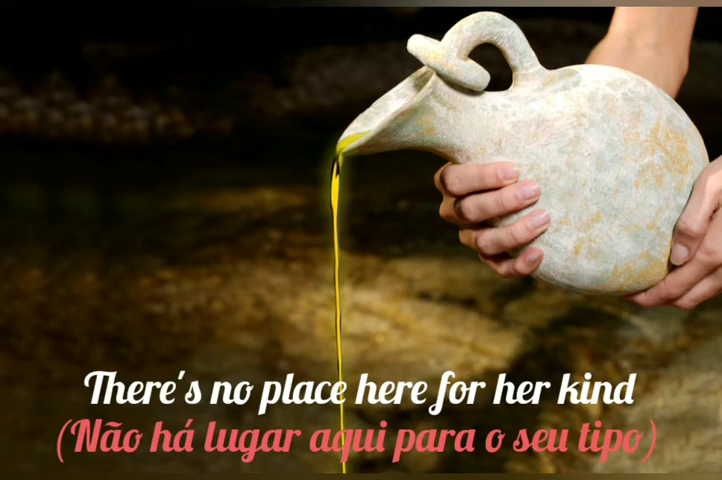 There's no place here for her kind
(Não há lugar aqui para o seu tipo)